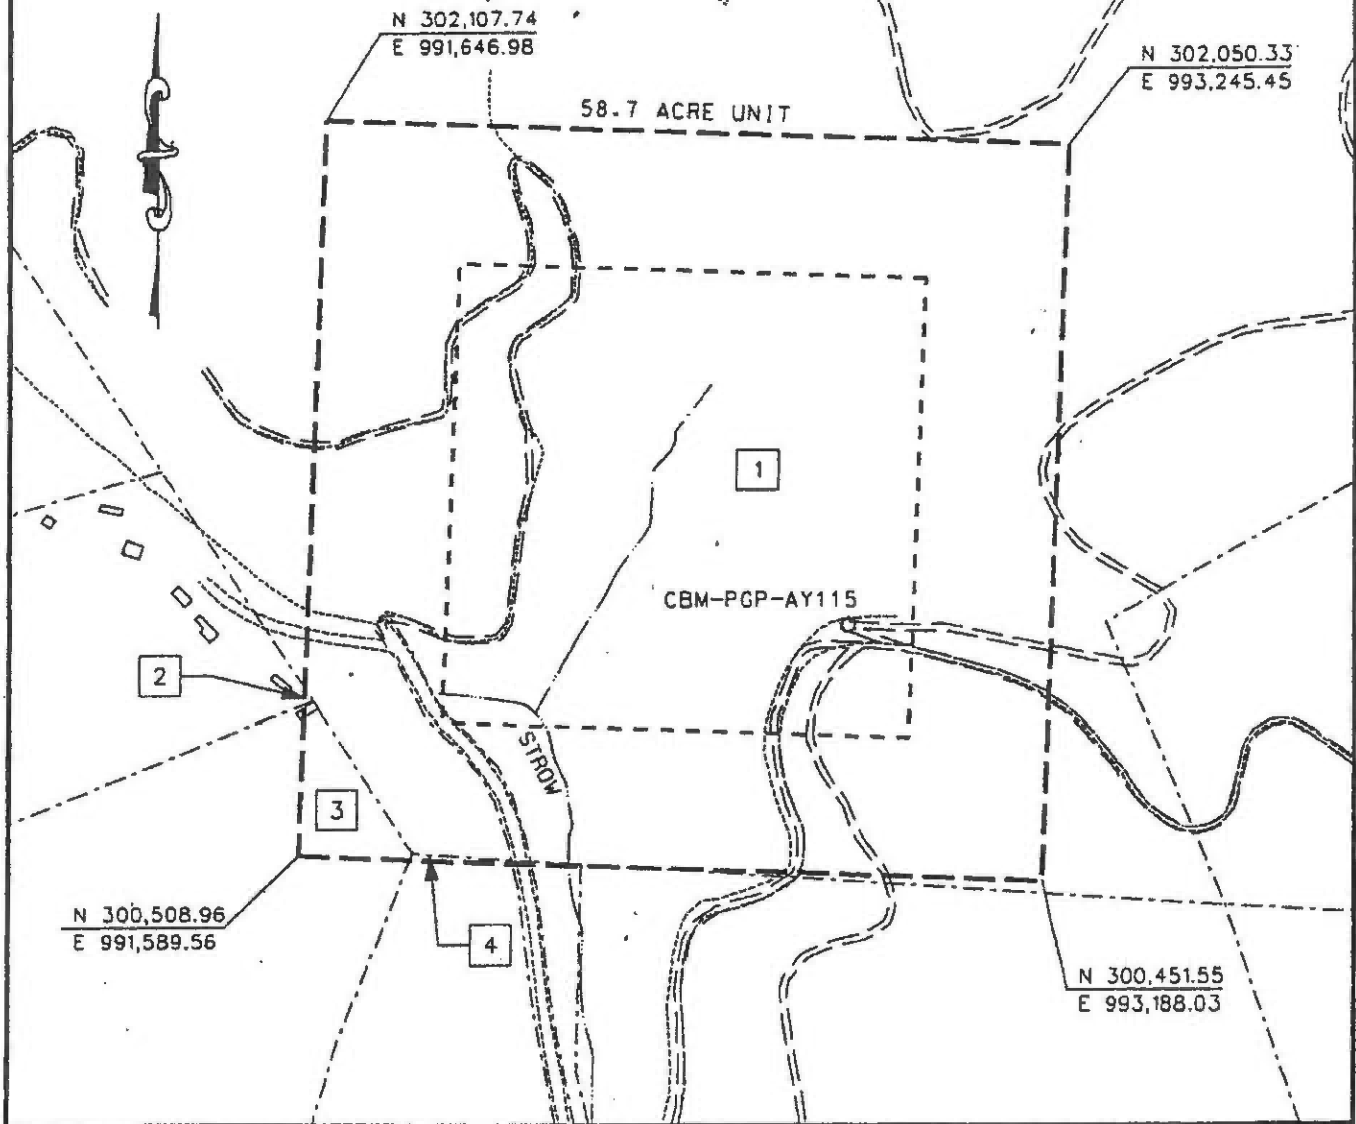 N 302,107.74
E 991,646.98
N 302,050.33
E 993,245.45
58.7 ACRE UNIT
1
CBM-PGP-AY115
2
STROW
3
4
N 300,508.96
E 991,589.56
N 300,451.55
E 993,188.03